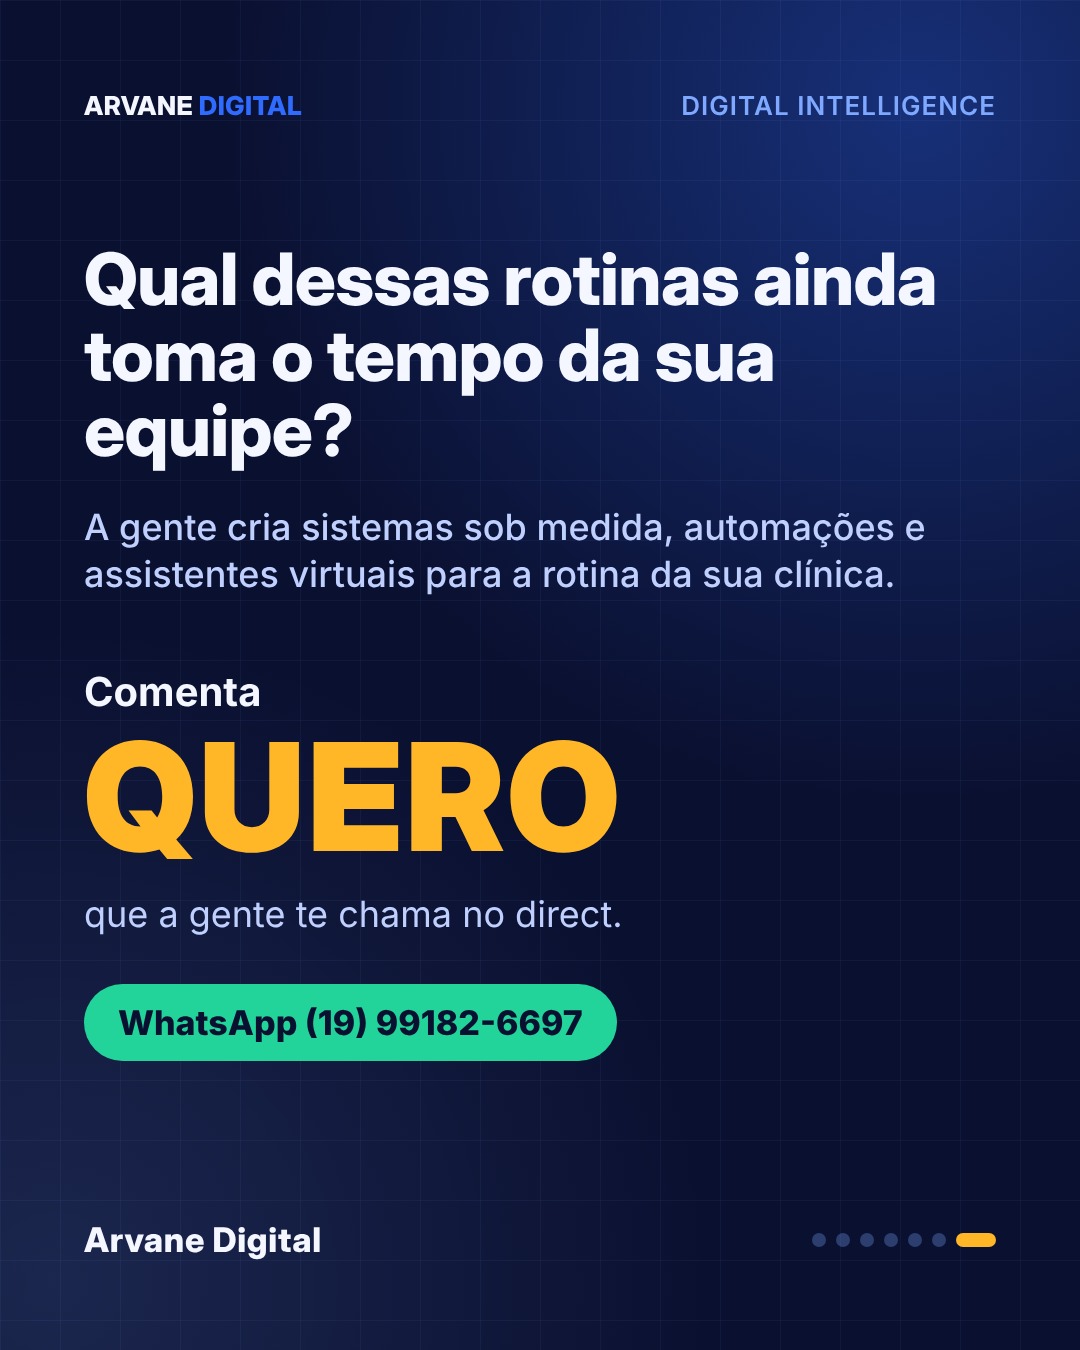 ARVANE DIGITAL
DIGITAL INTELLIGENCE
Qual dessas rotinas ainda
toma o tempo da sua
equipe?
A gente cria sistemas sob medida, automações e
assistentes virtuais para a rotina da sua clínica.
Comenta
QUERO
que a gente te chama no direct.
WhatsApp (19) 99182-6697
Arvane Digital